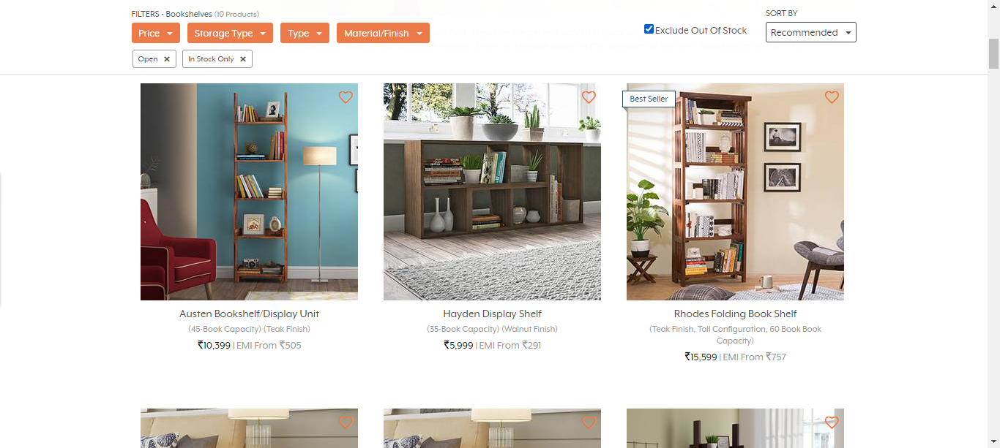 FILTERS - Bookshelves (10 Products)
SORT BY
Price
Storage Type
Type
Material/Finish
Exclude Out Of Stock
Recommended
Open ✕
In Stock Only ✕
Best Seller
Austen Bookshelf/Display Unit
(45-Book Capacity) (Teak Finish)
₹10,399 | EMI From ₹505
Hayden Display Shelf
(35-Book Capacity) (Walnut Finish)
₹5,999 | EMI From ₹291
Rhodes Folding Book Shelf
(Teak Finish, Tall Configuration, 60 Book Book
Capacity)
₹15,599 | EMI From ₹757